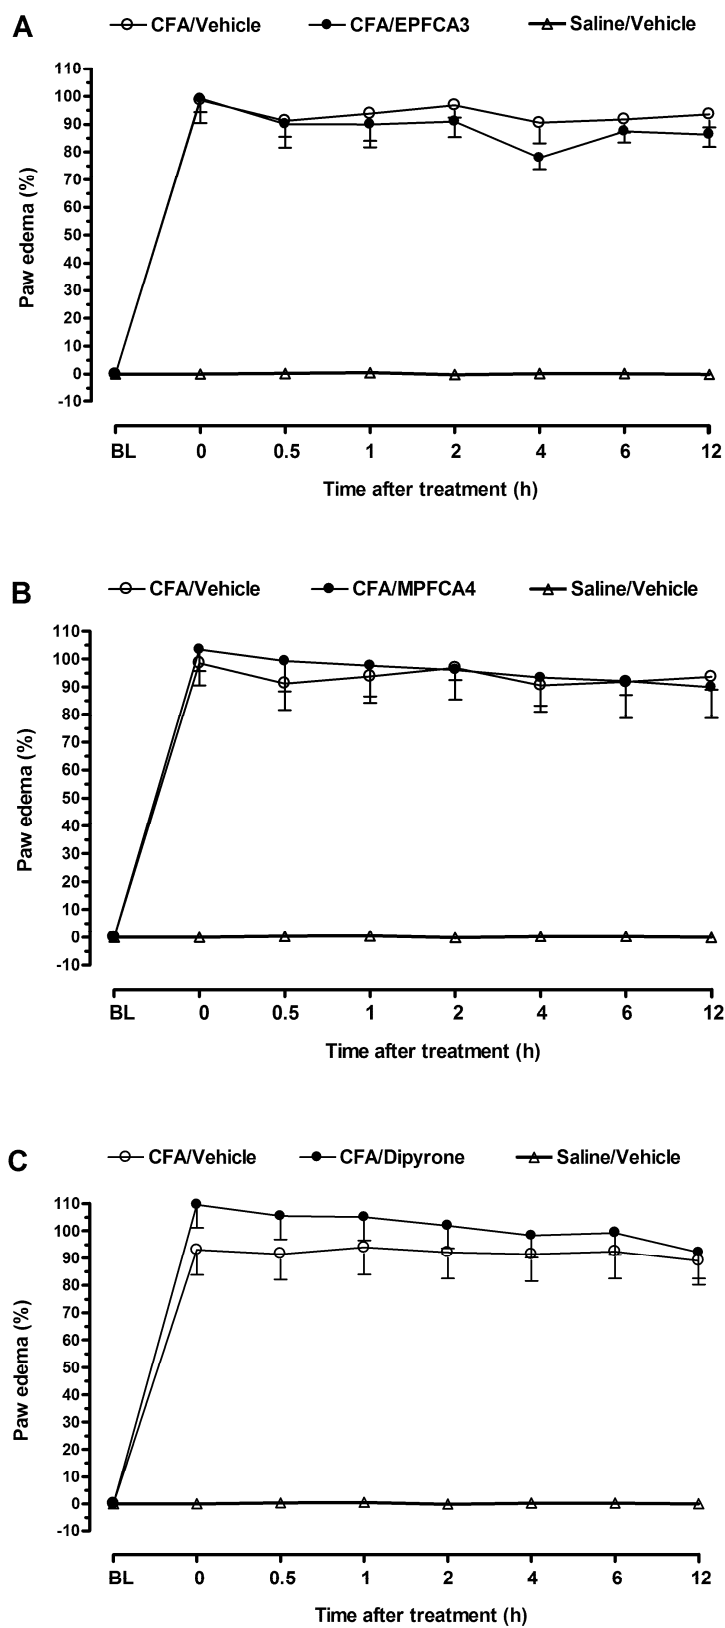 A
CFA/Vehicle CFA/EPFCA3 Saline/Vehicle
110
100
90
80
70
60
50
40
30
20
10
0
-10
Paw edema (%)
BL 0 0.5 1 2 4 6 12
Time after treatment (h)
B
CFA/Vehicle CFA/MPFCA4 Saline/Vehicle
110
100
90
80
70
60
50
40
30
20
10
0
-10
Paw edema (%)
BL 0 0.5 1 2 4 6 12
Time after treatment (h)
C
CFA/Vehicle CFA/Dipyrone Saline/Vehicle
110
100
90
80
70
60
50
40
30
20
10
0
-10
Paw edema (%)
BL 0 0.5 1 2 4 6 12
Time after treatment (h)